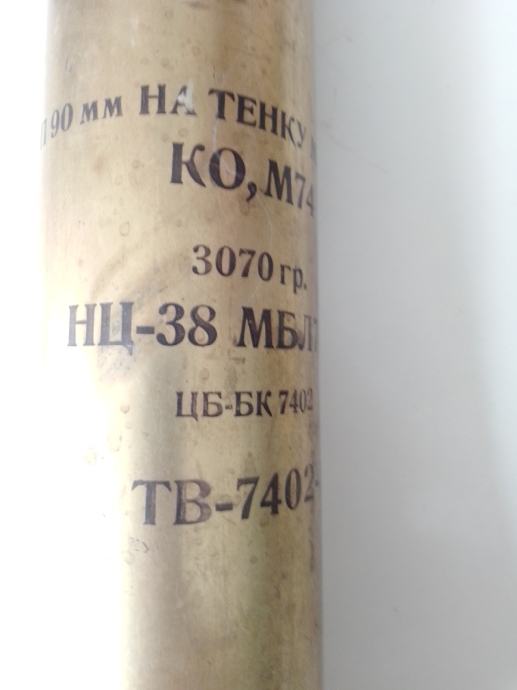 П 90 мм НА ТЕНКУ
КО, М74
3070 гр.
НЦ-38 МБЛ
ЦБ-БК 7402
ТВ-7402-